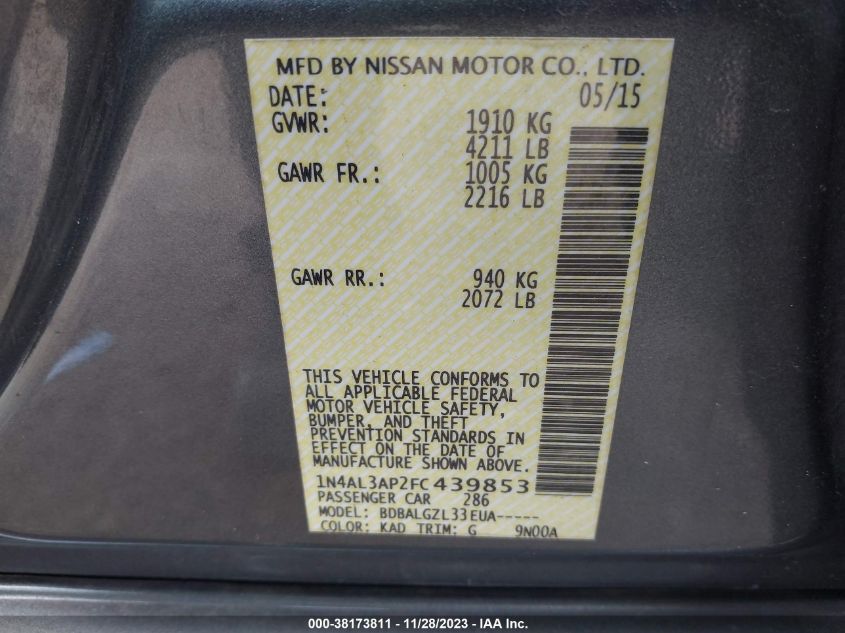 MFD BY NISSAN MOTOR CO., LTD.
DATE: 05/15
GVWR: 1910 KG
4211 LB
GAWR FR.: 1005 KG
2216 LB
GAWR RR.: 940 KG
2072 LB
THIS VEHICLE CONFORMS TO
ALL APPLICABLE FEDERAL
MOTOR VEHICLE SAFETY,
BUMPER, AND THEFT
PREVENTION STANDARDS IN
EFFECT ON THE DATE OF
MANUFACTURE SHOWN ABOVE.
1N4AL3AP2FC439853
PASSENGER CAR 286
MODEL: BDBALGZL33EUA-----
COLOR: KAD TRIM: G 9N00A
000-38173811 - 11/28/2023 - IAA Inc.